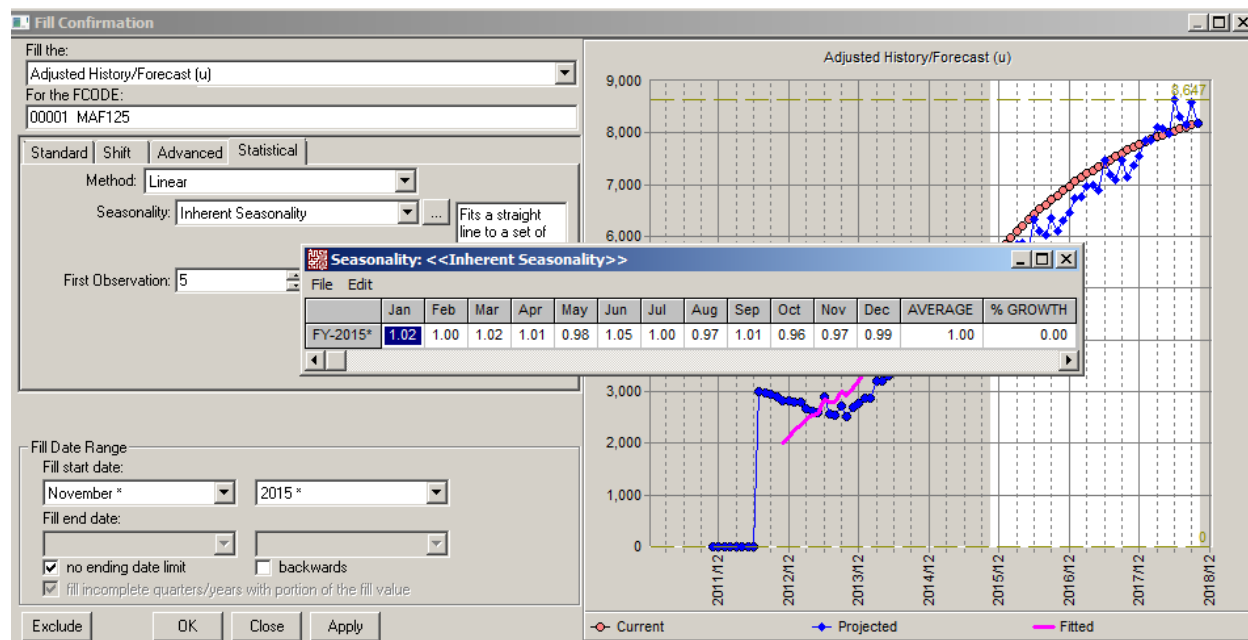 Fill Confirmation
Fill the:
Adjusted History/Forecast (u)
For the FCODE:
00001 MAF125
Standard Shift Advanced Statistical
Method: Linear
Seasonality: Inherent Seasonality ...
Fits a straight
line to a set of
First Observation: 5
Seasonality: <<Inherent Seasonality>>
File Edit
Jan Feb Mar Apr May Jun Jul Aug Sep Oct Nov Dec AVERAGE % GROWTH
FY-2015* 1.02 1.00 1.02 1.01 0.98 1.05 1.00 0.97 1.01 0.96 0.97 0.99 1.00 0.00
Fill Date Range
Fill start date:
November * 2015 *
Fill end date:
no ending date limit backwards
fill incomplete quarters/years with portion of the fill value
Exclude OK Close Apply
Adjusted History/Forecast (u)
9,000
8,647
8,000
7,000
6,000
3,000
2,000
1,000
0
0
2011/12 2012/12 2013/12 2014/12 2015/12 2016/12 2017/12 2018/12
Current Projected Fitted